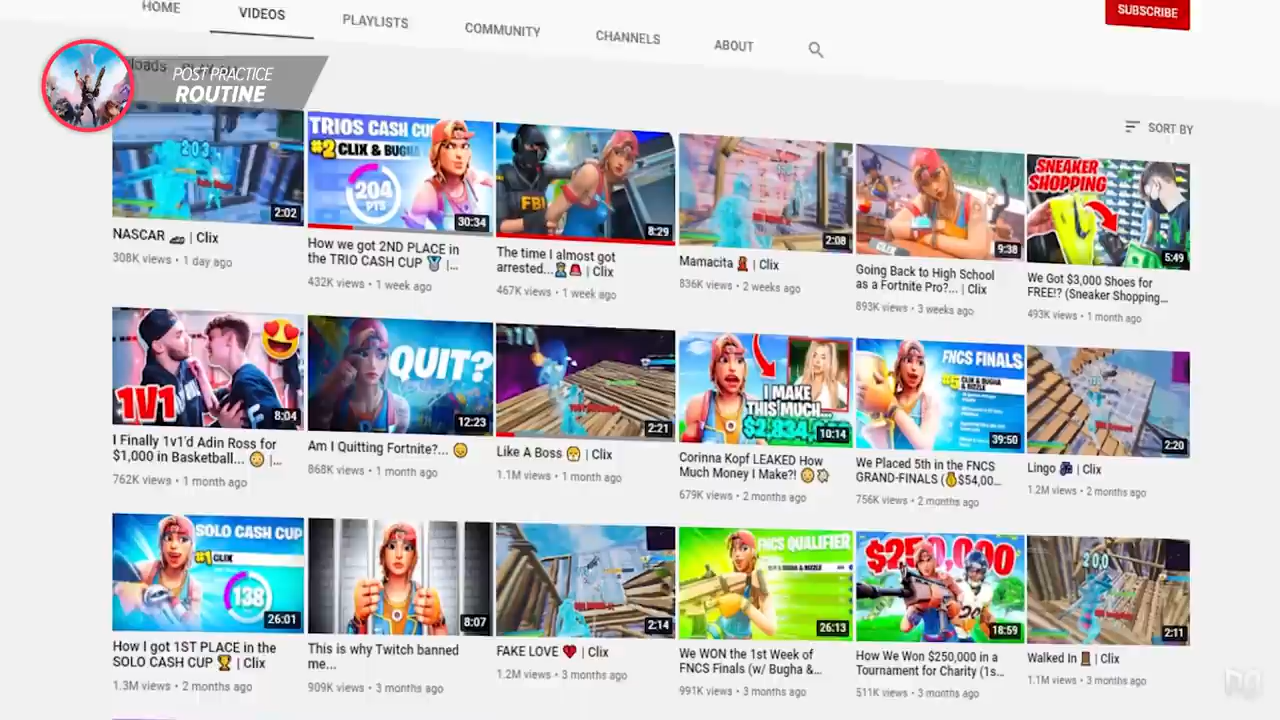 HOME
VIDEOS
PLAYLISTS
COMMUNITY
CHANNELS
ABOUT
SUBSCRIBE
POST PRACTICE
ROUTINE
SORT BY
203
2:02
TRIOS CASH CUP
#2 CLIX & BUGHA
204
PTS
30:34
FBI
8:29
2:08
CLIX
9:38
SNEAKER
SHOPPING
5:49
NASCAR | Clix
308K views • 1 day ago
How we got 2ND PLACE in
the TRIO CASH CUP 🥈 |...
432K views • 1 week ago
The time I almost got
arrested... | Clix
467K views • 1 week ago
Mamacita | Clix
836K views • 2 weeks ago
Going Back to High School
as a Fortnite Pro?... | Clix
893K views • 3 weeks ago
We Got $3,000 Shoes for
FREE!? (Sneaker Shopping...
493K views • 1 month ago
1V1
8:04
QUIT?
12:23
2:21
I MAKE
THIS MUCH...
10:14
FNCS FINALS
#5 CLIX & BUGHA
& BIZZLE
39:50
2:20
I Finally 1v1'd Adin Ross for
$1,000 in Basketball... |...
762K views • 1 month ago
Am I Quitting Fortnite?...
868K views • 1 month ago
Like A Boss | Clix
1.1M views • 1 month ago
Corinna Kopf LEAKED How
Much Money I Make?!
679K views • 2 months ago
We Placed 5th in the FNCS
GRAND-FINALS ($54,00...
756K views • 2 months ago
Lingo | Clix
1.2M views • 2 months ago
SOLO CASH CUP
#1 CLIX
138
26:01
8:07
2:14
FNCS QUALIFIER
CLIX & BUGHA & BIZZLE
26:13
$250,000
18:59
200
2:11
How I got 1ST PLACE in the
SOLO CASH CUP 🏆 | Clix
1.3M views • 2 months ago
This is why Twitch banned
me...
909K views • 3 months ago
FAKE LOVE | Clix
1.2M views • 3 months ago
We WON the 1st Week of
FNCS Finals (w/ Bugha &...
991K views • 3 months ago
How We Won $250,000 in a
Tournament for Charity (1s...
511K views • 3 months ago
Walked In | Clix
1.1M views • 3 months ago